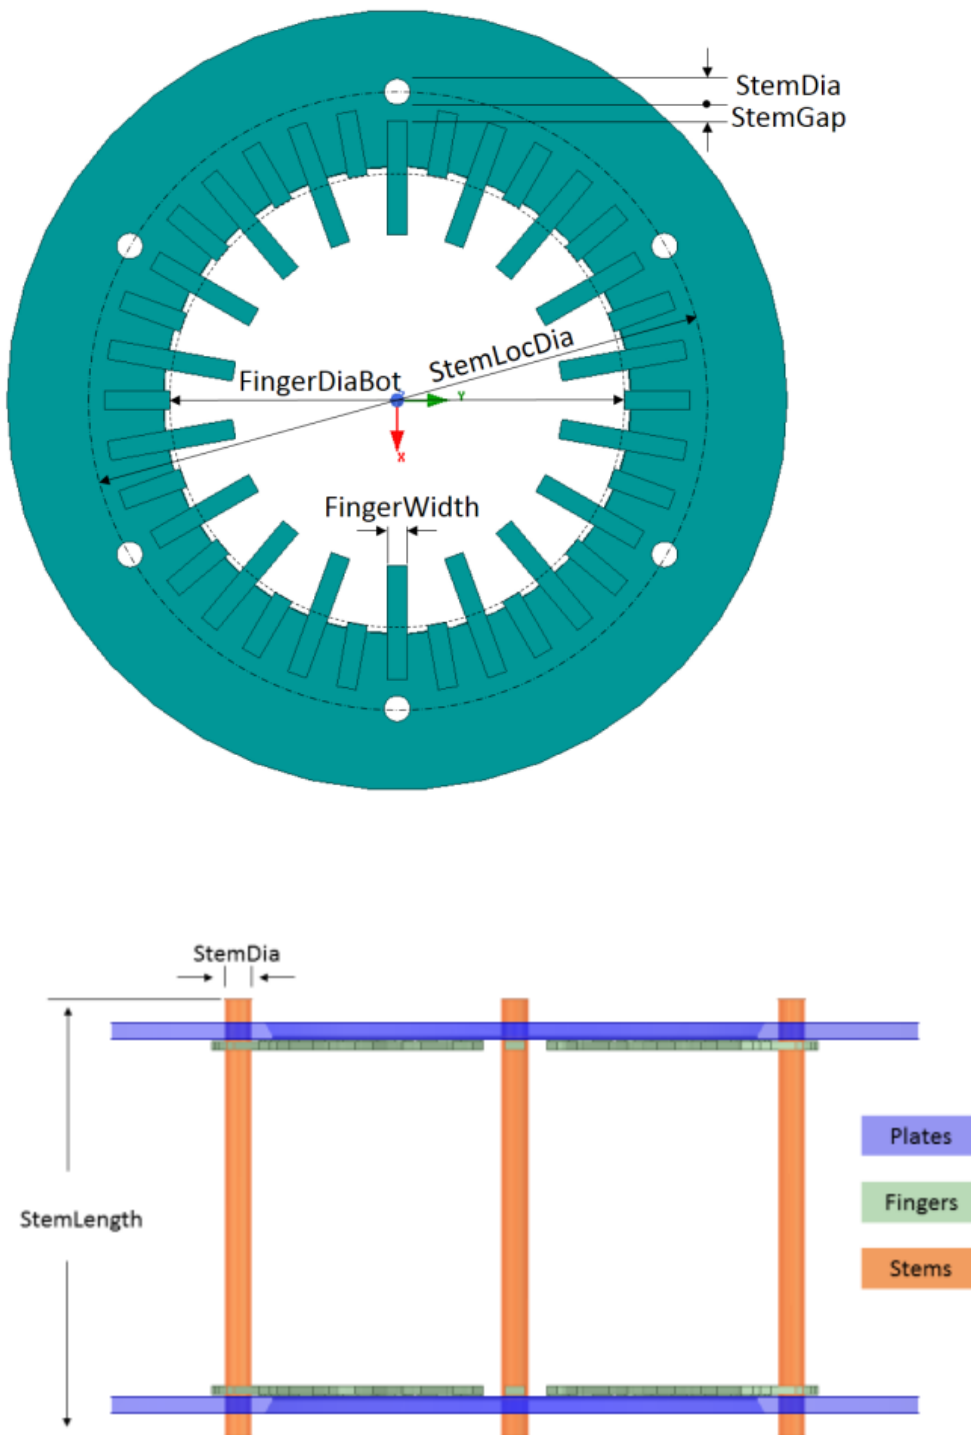 StemDia
StemGap
StemLocDia
FingerDiaBot
Y
X
FingerWidth
StemDia
Plates
Fingers
StemLength
Stems